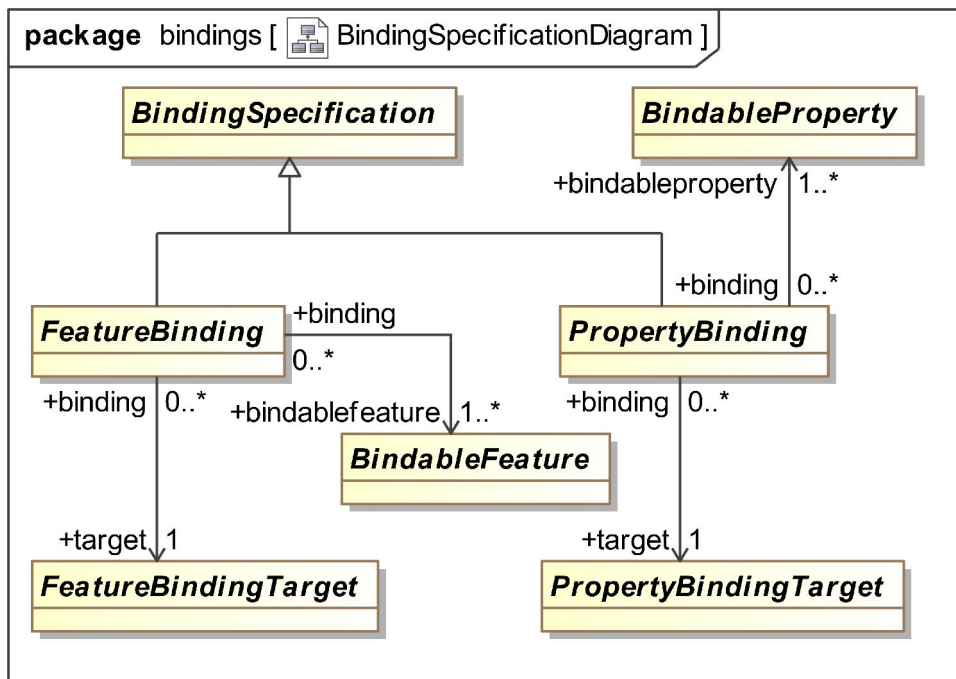 package bindings [ BindingSpecificationDiagram ]
BindingSpecification
BindableProperty
+bindableproperty 1..*
+binding 0..*
FeatureBinding
+binding
0..*
PropertyBinding
+binding 0..*
+bindablefeature 1..*
+binding 0..*
BindableFeature
+target 1
+target 1
FeatureBindingTarget
PropertyBindingTarget